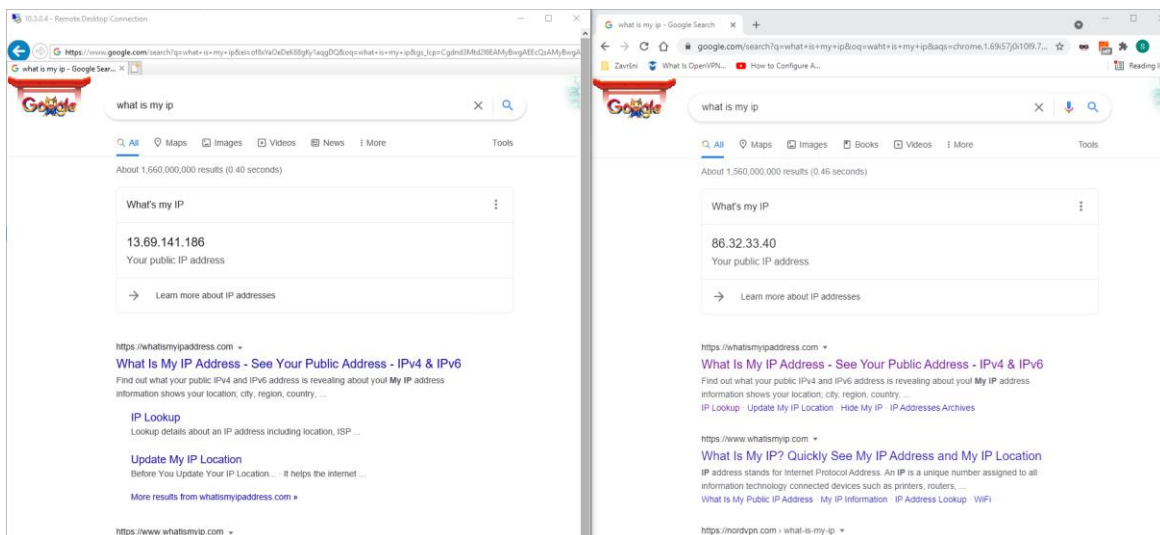 10.3.0.4 - Remote Desktop Connection
what is my ip - Google Sear...
Google
what is my ip
All Maps Images Videos News More Tools
About 1,660,000,000 results (0.40 seconds)
What's my IP
13.69.141.186
Your public IP address
Learn more about IP addresses
https://whatismyipaddress.com
What Is My IP Address - See Your Public Address - IPv4 & IPv6
Find out what your public IPv4 and IPv6 address is revealing about you! My IP address
information shows your location; city, region, country, ...
IP Lookup
Lookup details about an IP address including location, ISP ...
Update My IP Location
Before You Update Your IP Location... · It helps the internet ...
More results from whatismyipaddress.com »
https://www.whatismyip.com
what is my ip - Google Search
google.com/search?q=what+is+my+ip&oq=waht+is+my+ip&aqs=chrome.1.69i57j0i10l9.7...
Završni What Is OpenVPN... How to Configure A... Reading li
Google
what is my ip
All Maps Images Books Videos More Tools
About 1,560,000,000 results (0.46 seconds)
What's my IP
86.32.33.40
Your public IP address
Learn more about IP addresses
https://whatismyipaddress.com
What Is My IP Address - See Your Public Address - IPv4 & IPv6
Find out what your public IPv4 and IPv6 address is revealing about you! My IP address
information shows your location; city, region, country, ...
IP Lookup · Update My IP Location · Hide My IP · IP Addresses Archives
https://www.whatismyip.com
What Is My IP? Quickly See My IP Address and My IP Location
IP address stands for Internet Protocol Address. An IP is a unique number assigned to all
information technology connected devices such as printers, routers, ...
What Is My Public IP Address · My IP Information · IP Address Lookup · WiFi
https://nordvpn.com › what-is-my-ip